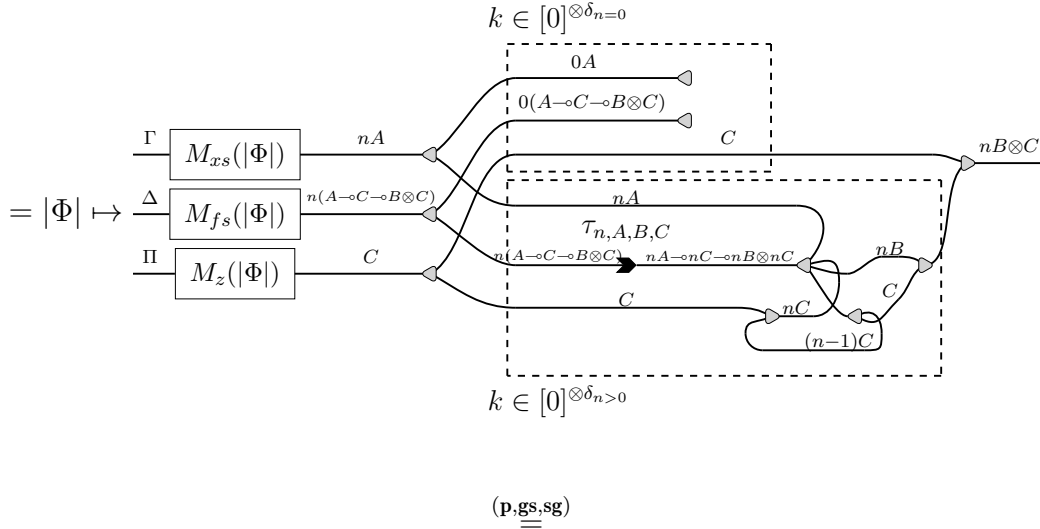 k ∈ [0]^{⊗δ_{n=0}}
0A
0(A⊸C⊸B⊗C)
Γ M_{xs}(|Φ|) nA C nB⊗C
= |Φ| ↦ Δ M_{fs}(|Φ|) n(A⊸C⊸B⊗C) nA
τ_{n,A,B,C}
Π M_z(|Φ|) C n(A⊸C⊸B⊗C) nA⊸nC⊸nB⊗nC nB
C nC C
(n−1)C
k ∈ [0]^{⊗δ_{n>0}}
(p,gs,sg)
=